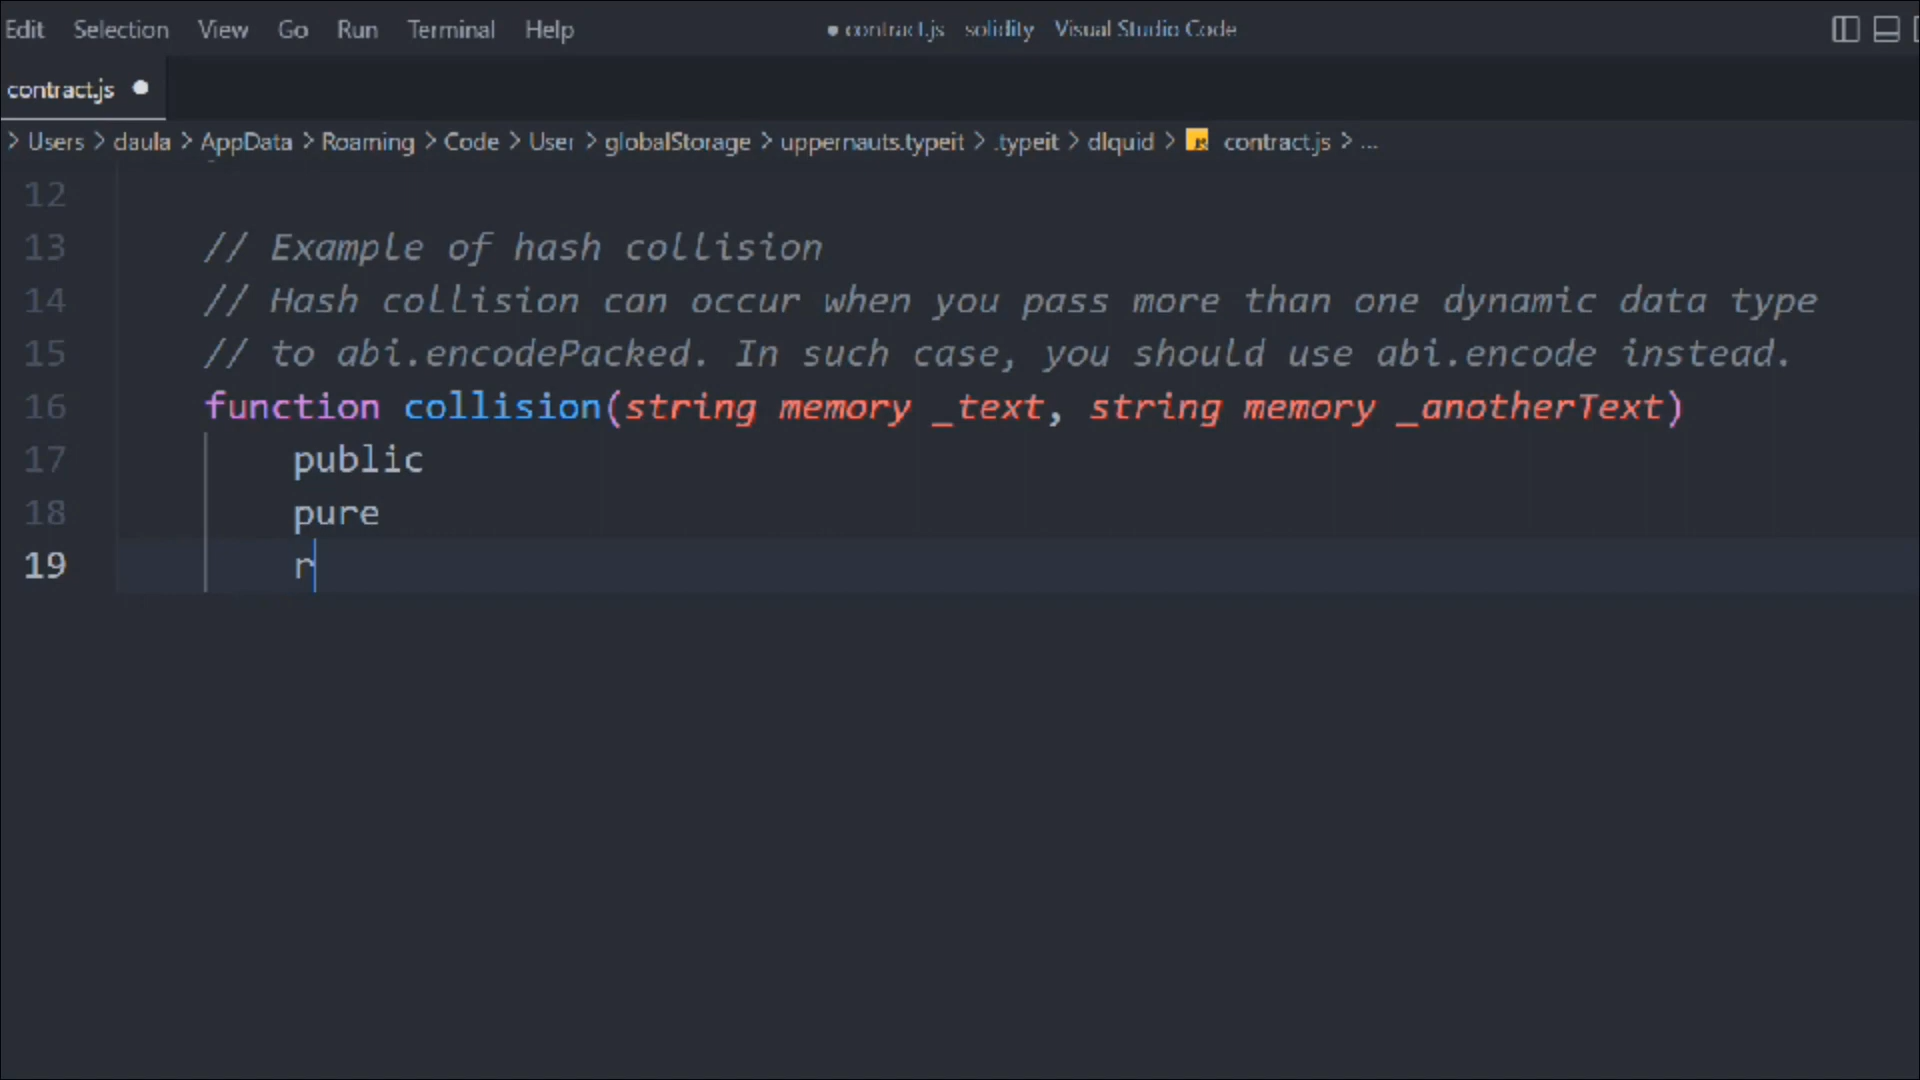 Edit Selection View Go Run Terminal Help ● contract.js solidity Visual Studio Code
contract.js ●
> Users > daula > AppData > Roaming > Code > User > globalStorage > uppernauts.typeit > .typeit > dlquid > contract.js > ...
12
13 // Example of hash collision
14 // Hash collision can occur when you pass more than one dynamic data type
15 // to abi.encodePacked. In such case, you should use abi.encode instead.
16 function collision(string memory _text, string memory _anotherText)
17 public
18 pure
19 r